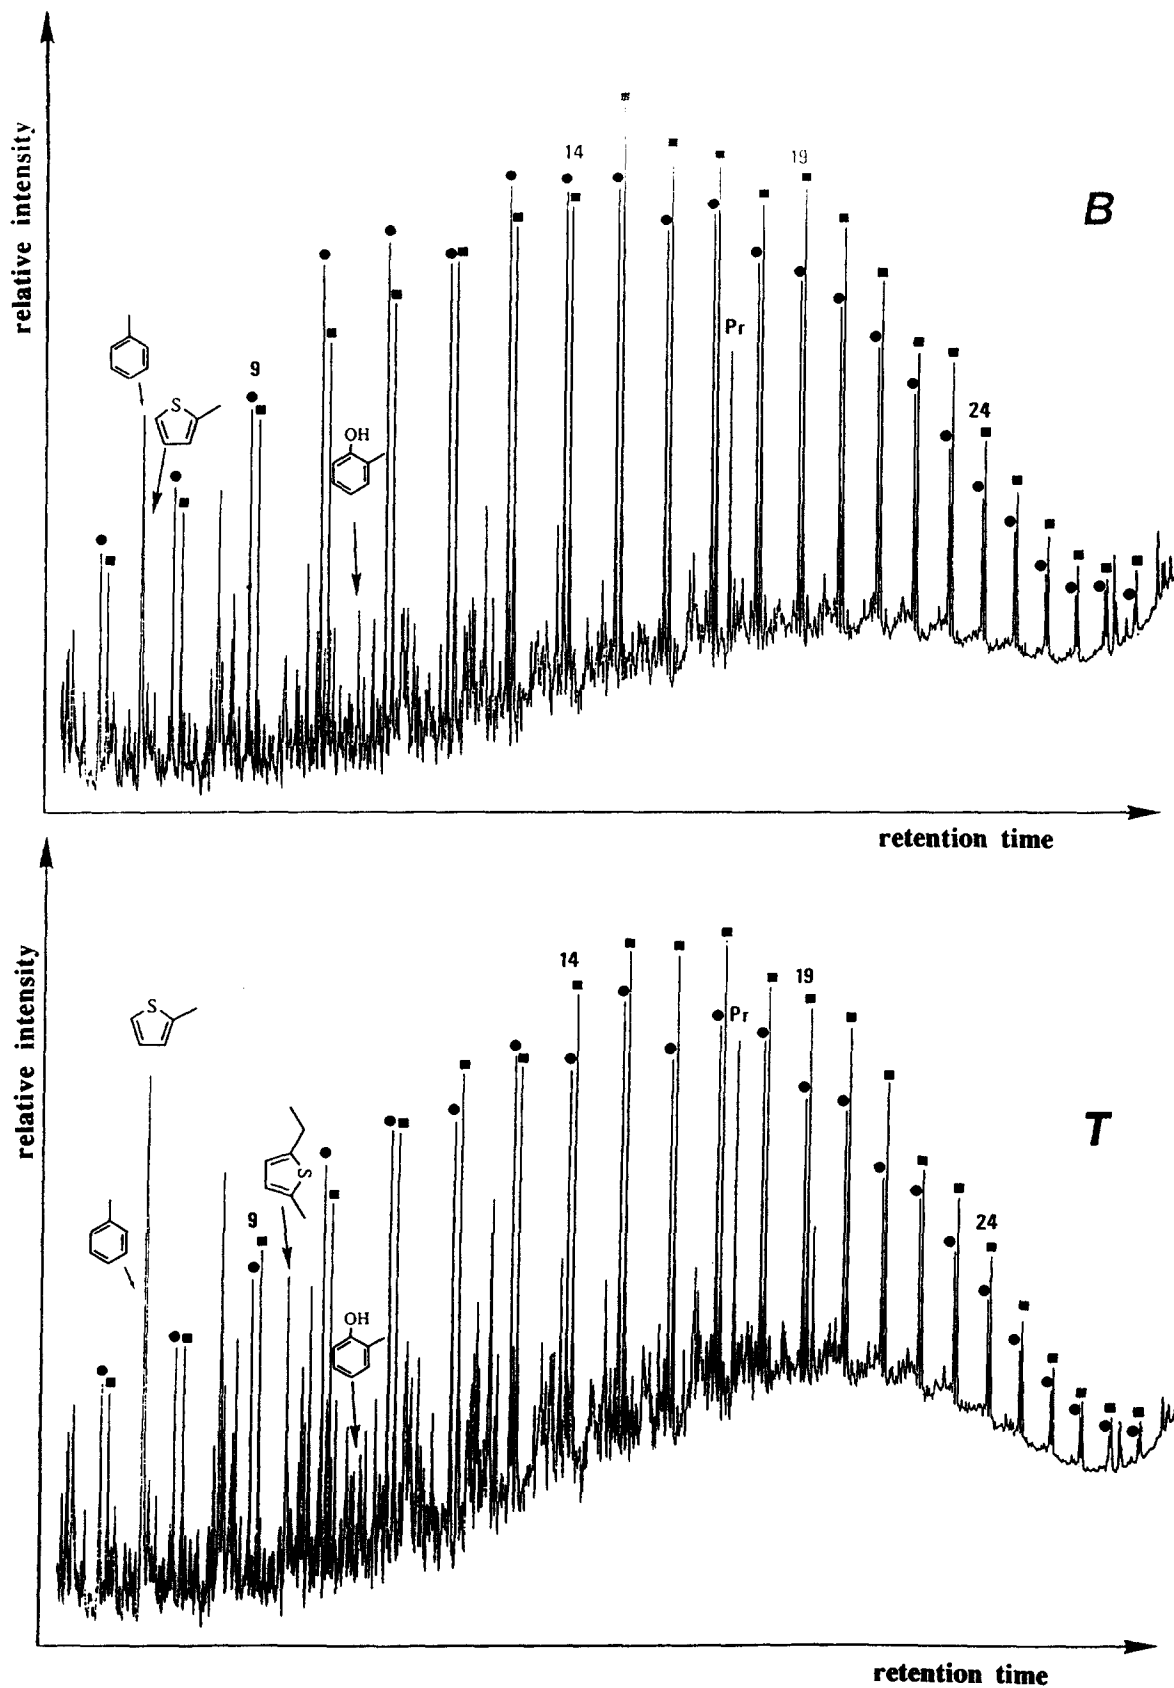 relative intensity
14
19
B
Pr
9
S
OH
24
retention time
relative intensity
14
19
S
Pr
T
S
9
24
OH
retention time